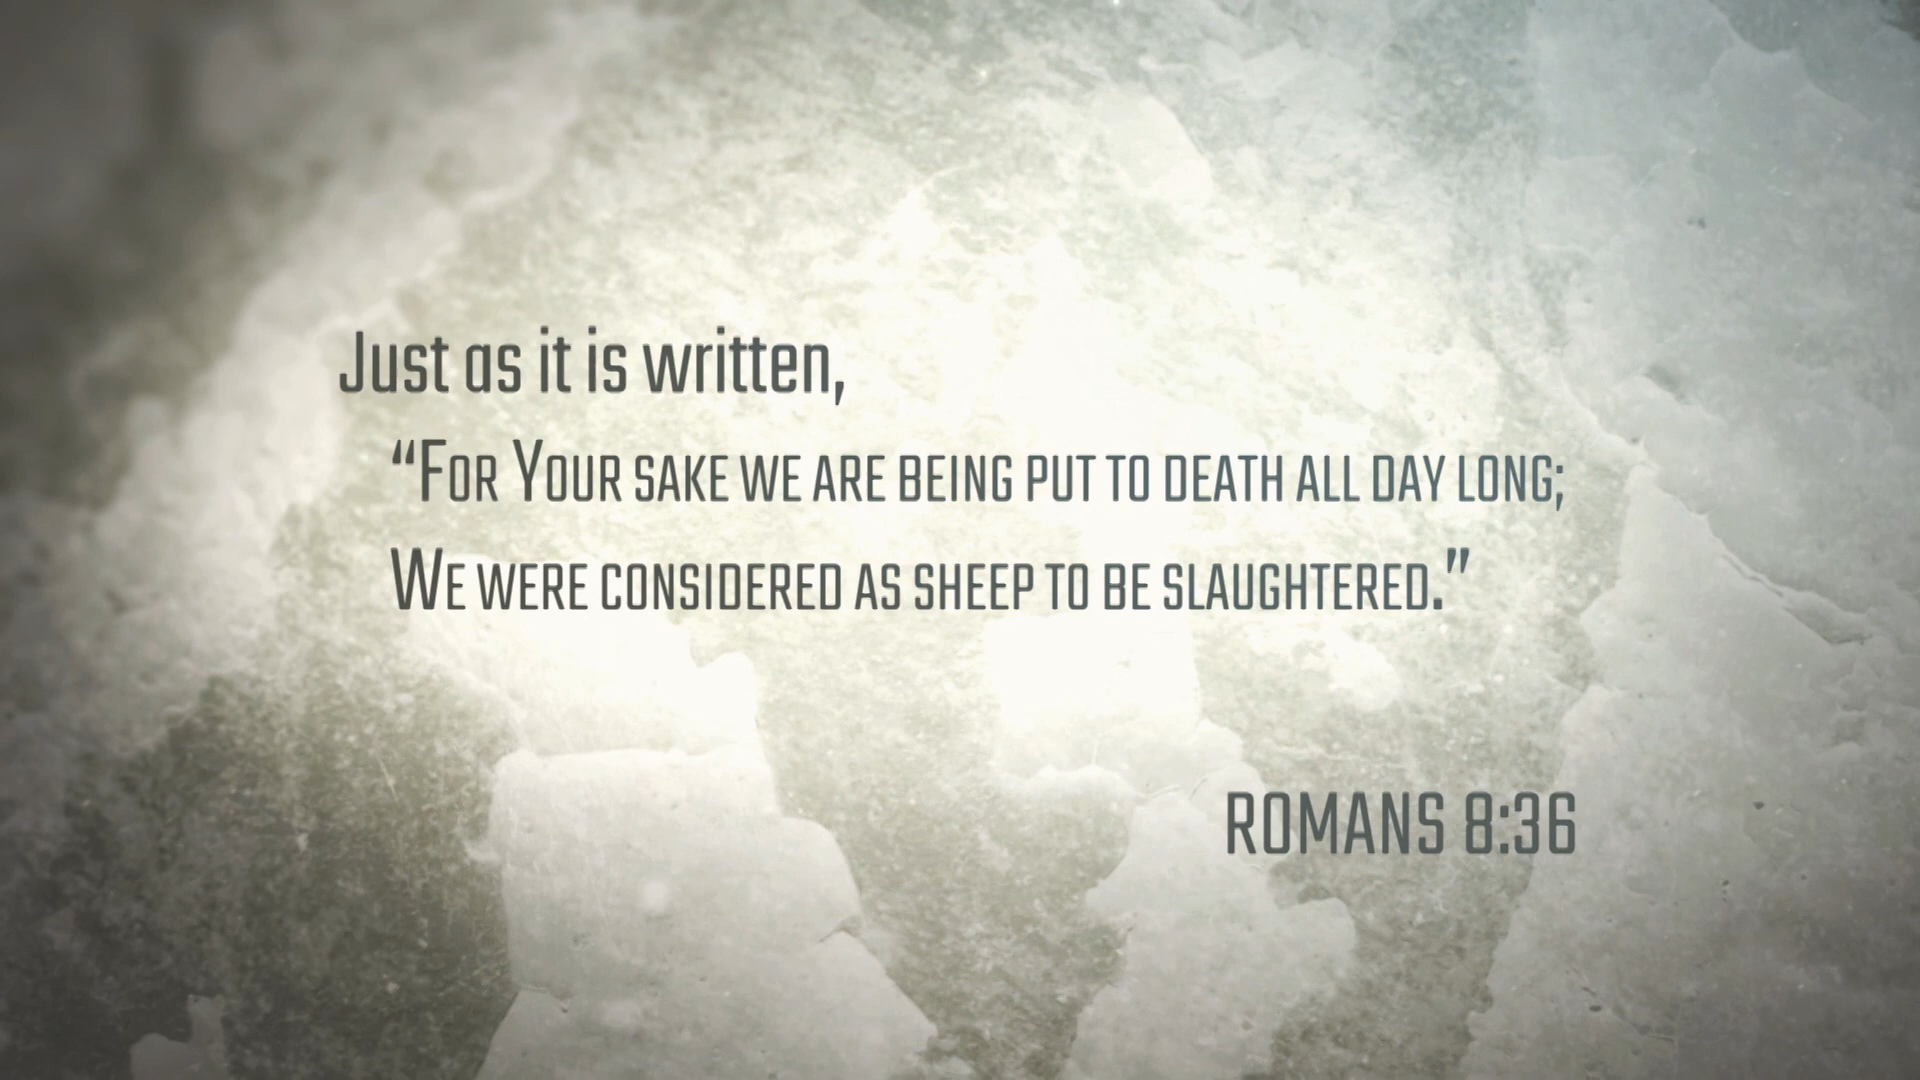 Just as it is written,
“For Your sake we are being put to death all day long;
We were considered as sheep to be slaughtered.”
ROMANS 8:36